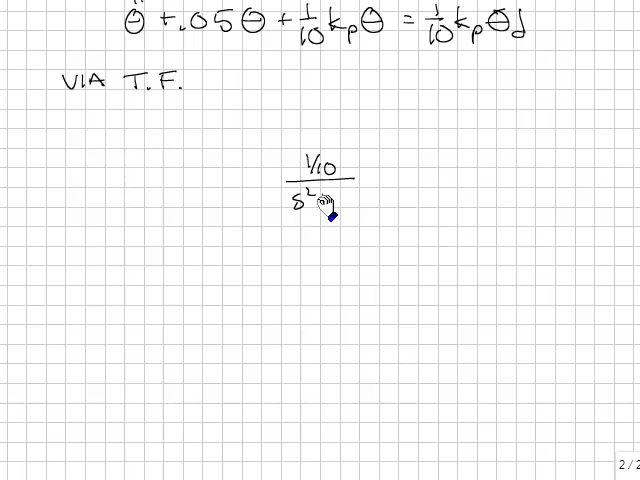 Θ̈ + .05Θ + 1/10 kpΘ = 1/10 kpΘd
VIA T.F.
1/10
s²
2 / 2